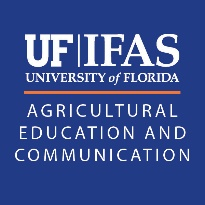 UF|IFAS
UNIVERSITY of FLORIDA
AGRICULTURAL
EDUCATION AND
COMMUNICATION